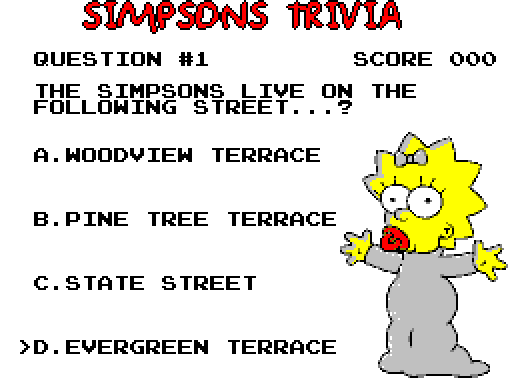 SIMPSONS TRIVIA
QUESTION #1 SCORE 000
THE SIMPSONS LIVE ON THE
FOLLOWING STREET...?
A.WOODVIEW TERRACE
B.PINE TREE TERRACE
C.STATE STREET
>D.EVERGREEN TERRACE